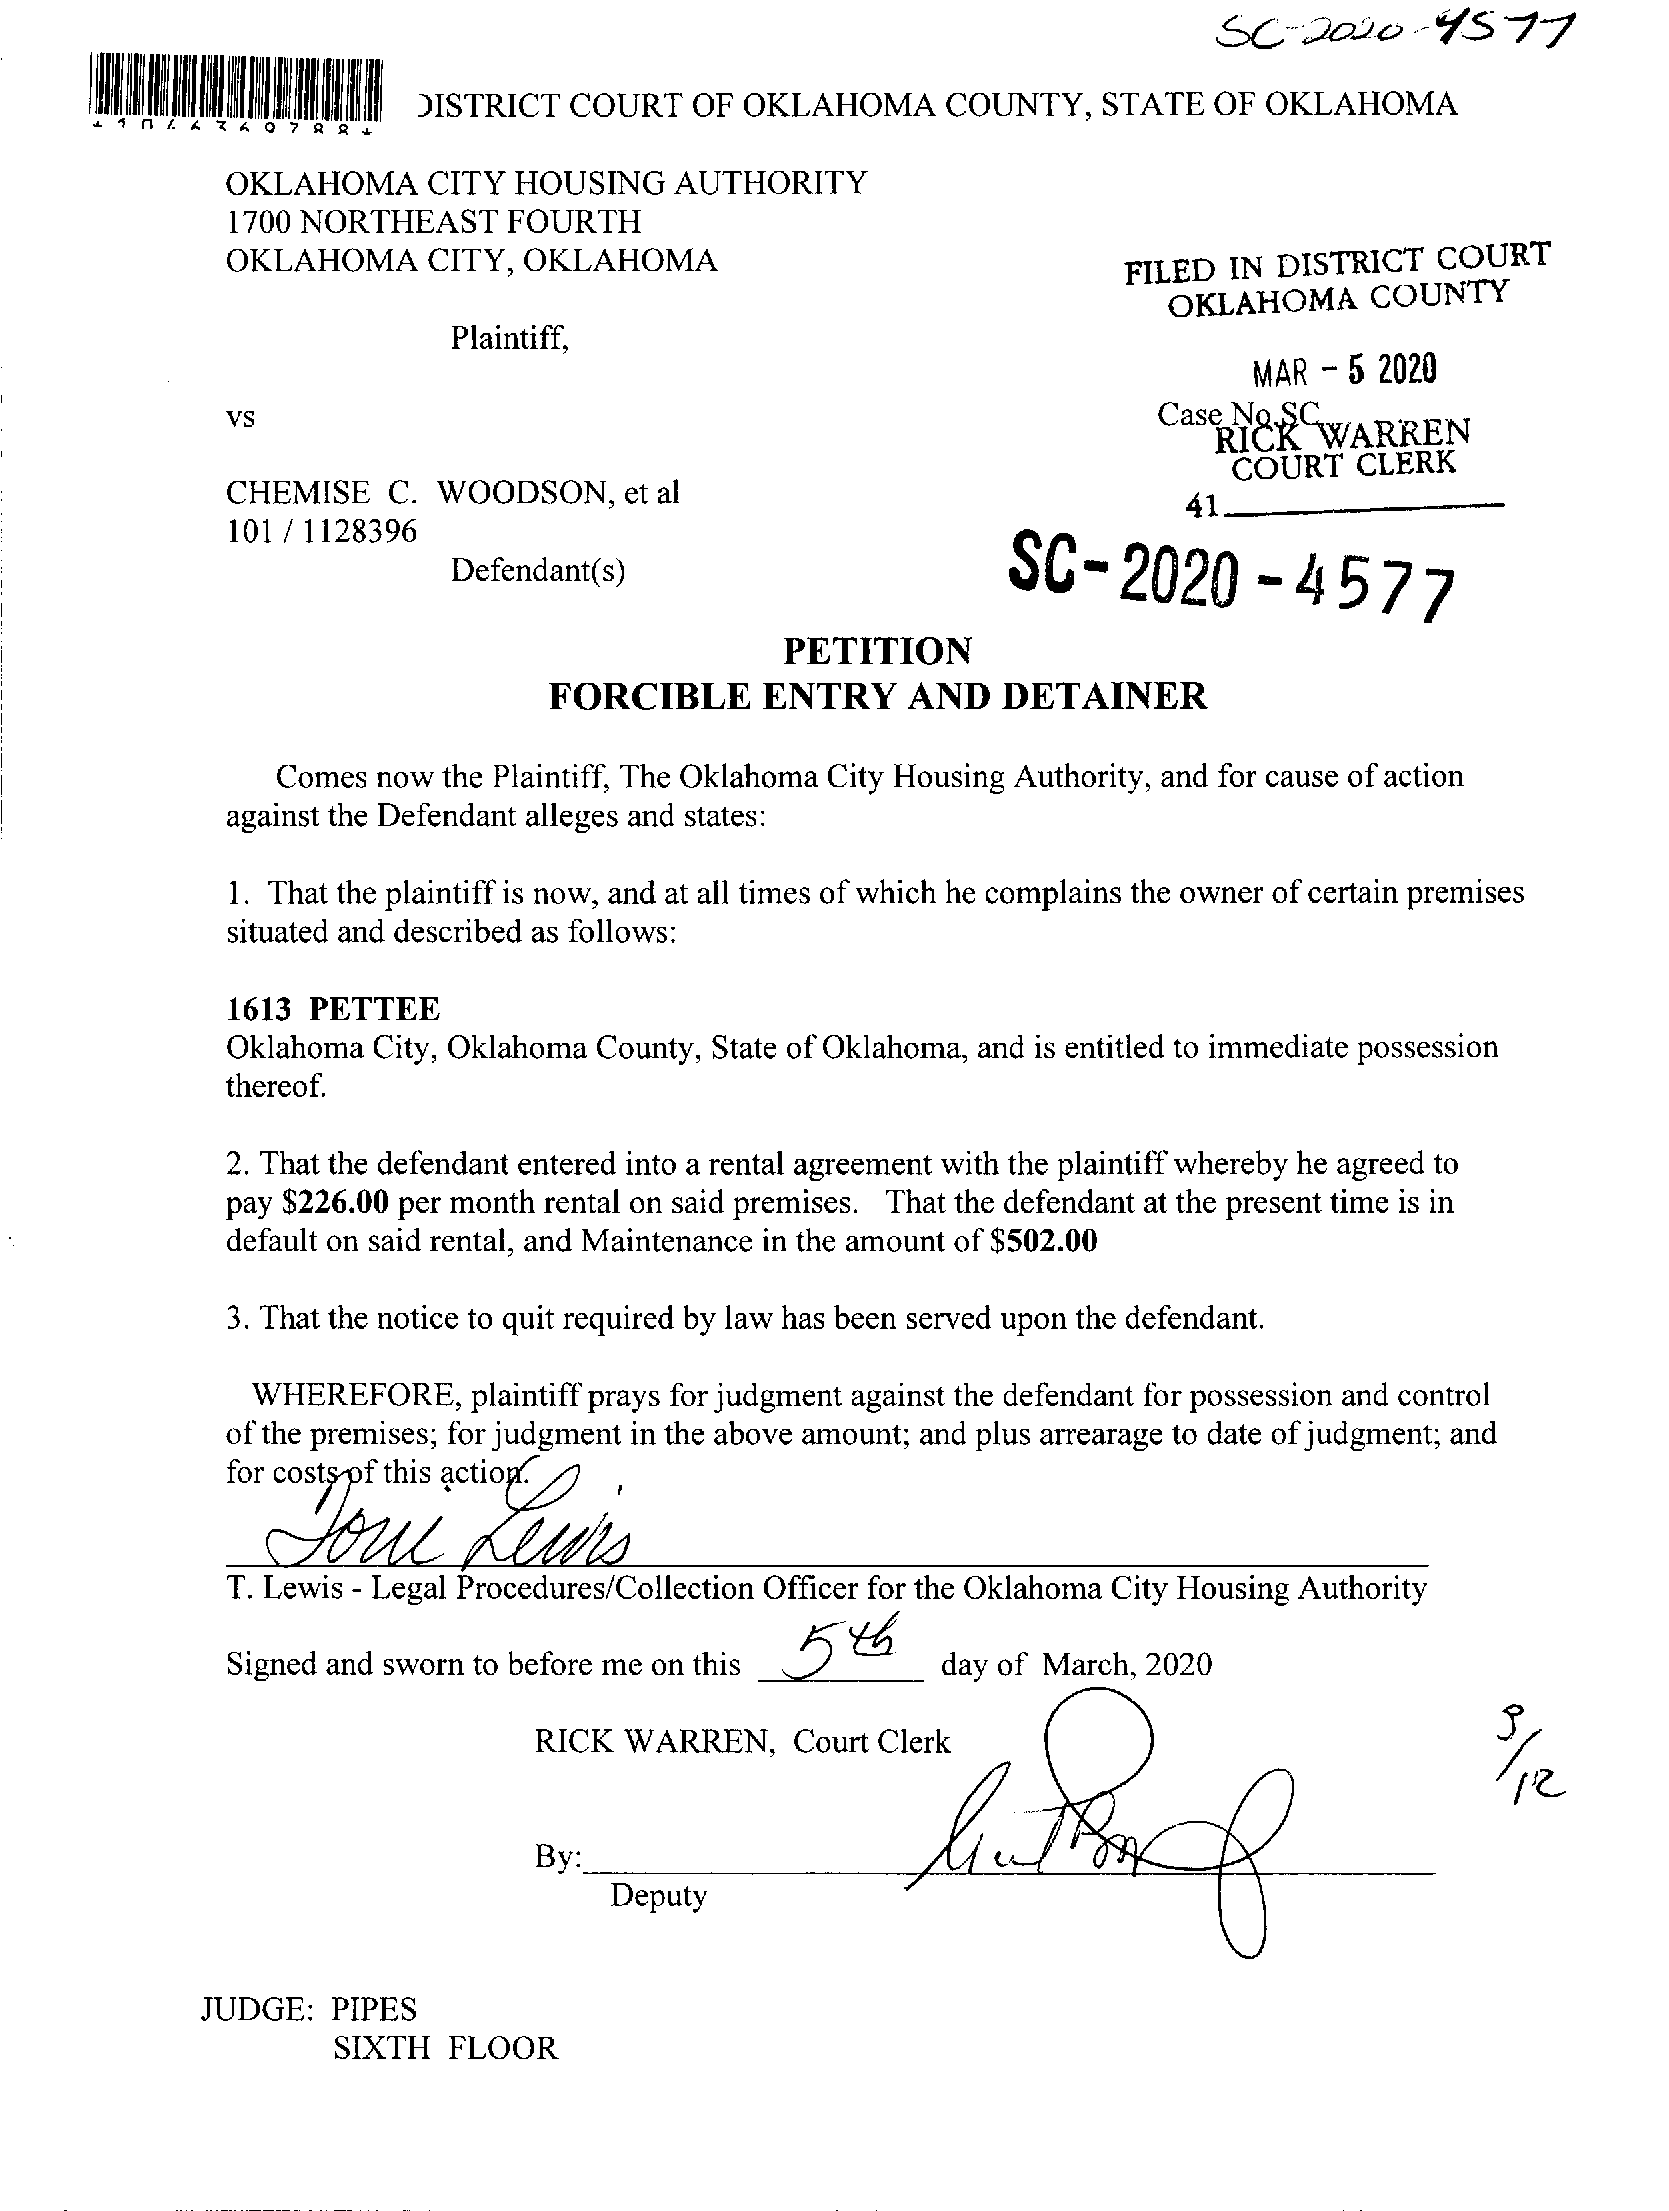 SC-2020-4577
DISTRICT COURT OF OKLAHOMA COUNTY, STATE OF OKLAHOMA
OKLAHOMA CITY HOUSING AUTHORITY
1700 NORTHEAST FOURTH
OKLAHOMA CITY, OKLAHOMA
FILED IN DISTRICT COURT
OKLAHOMA COUNTY
Plaintiff,
MAR - 5 2020
vs
Case No.SC
RICK WARREN
COURT CLERK
CHEMISE C. WOODSON, et al
41
101 / 1128396
Defendant(s)
SC-2020-4577
PETITION
FORCIBLE ENTRY AND DETAINER
Comes now the Plaintiff, The Oklahoma City Housing Authority, and for cause of action
against the Defendant alleges and states:
1. That the plaintiff is now, and at all times of which he complains the owner of certain premises
situated and described as follows:
1613 PETTEE
Oklahoma City, Oklahoma County, State of Oklahoma, and is entitled to immediate possession
thereof.
2. That the defendant entered into a rental agreement with the plaintiff whereby he agreed to
pay $226.00 per month rental on said premises. That the defendant at the present time is in
default on said rental, and Maintenance in the amount of $502.00
3. That the notice to quit required by law has been served upon the defendant.
WHEREFORE, plaintiff prays for judgment against the defendant for possession and control
of the premises; for judgment in the above amount; and plus arrearage to date of judgment; and
for costs of this action.
T. Lewis - Legal Procedures/Collection Officer for the Oklahoma City Housing Authority
Signed and sworn to before me on this 5th day of March, 2020
RICK WARREN, Court Clerk
3/12
By:
Deputy
JUDGE: PIPES
SIXTH FLOOR